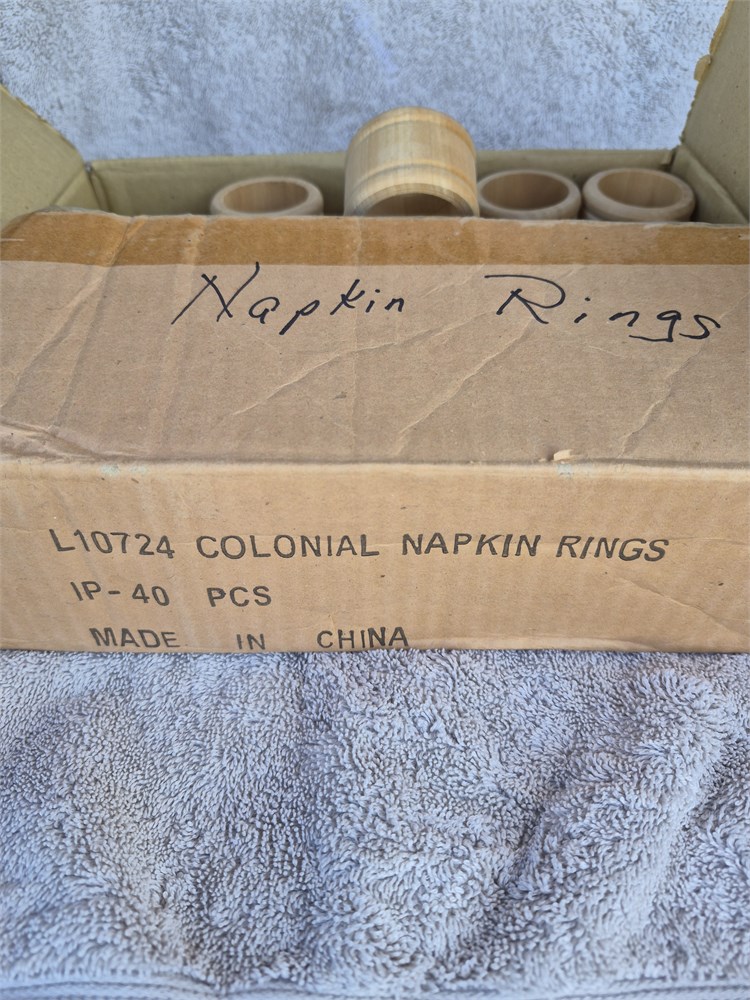 Napkin Rings
L10724 COLONIAL NAPKIN RINGS
IP-40 PCS
MADE IN CHINA